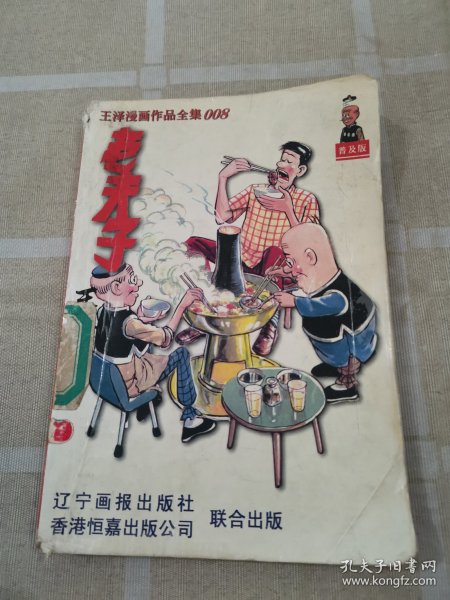 王泽漫画作品全集008
老夫子
普及版
辽宁画报出版社
香港恒嘉出版公司
联合出版
孔夫子旧书网
www.kongfz.com